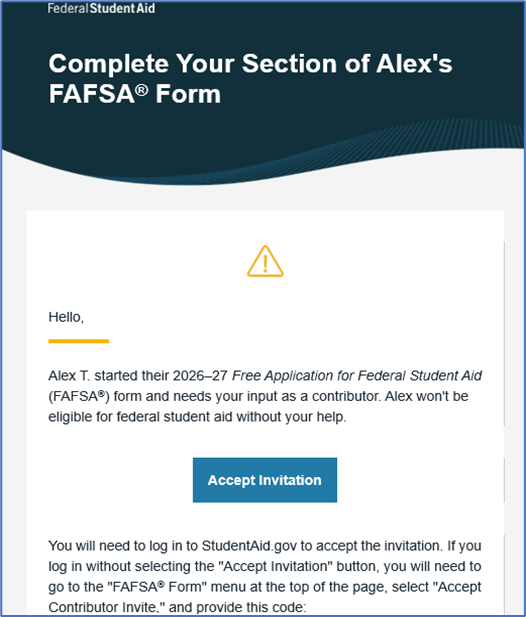 Federal Student Aid
Complete Your Section of Alex's
FAFSA® Form
Hello,
Alex T. started their 2026–27 Free Application for Federal Student Aid
(FAFSA®) form and needs your input as a contributor. Alex won't be
eligible for federal student aid without your help.
Accept Invitation
You will need to log in to StudentAid.gov to accept the invitation. If you
log in without selecting the "Accept Invitation" button, you will need to
go to the "FAFSA® Form" menu at the top of the page, select "Accept
Contributor Invite," and provide this code: